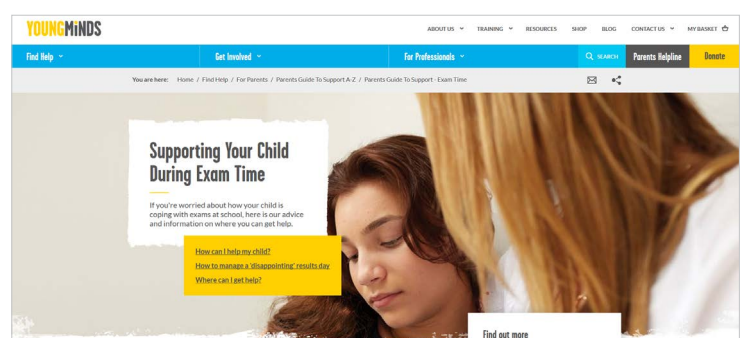 YOUNGMiNDS
ABOUT US TRAINING RESOURCES SHOP BLOG CONTACT US MY BASKET
Find Help Get Involved For Professionals SEARCH Parents Helpline Donate
You are here: Home / Find Help / For Parents / Parents Guide To Support A-Z / Parents Guide To Support - Exam Time
Supporting Your Child
During Exam Time
If you're worried about how your child is
coping with exams at school, here is our advice
and information on where you can get help.
How can I help my child?
How to manage a 'disappointing' results day
Where can I get help?
Find out more